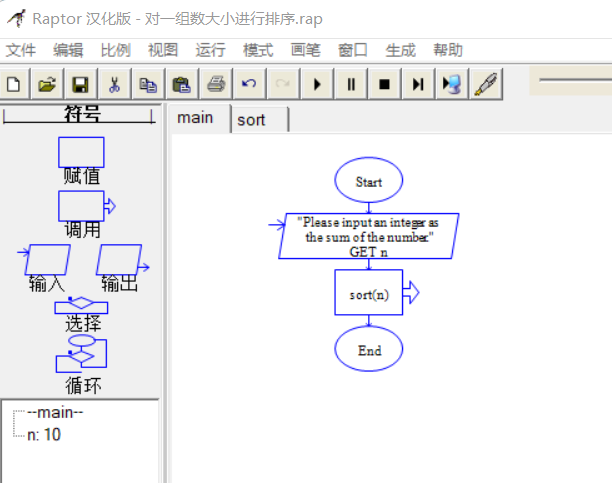 Raptor 汉化版 - 对一组数大小进行排序.rap
文件 编辑 比例 视图 运行 模式 画笔 窗口 生成 帮助
符号
赋值
调用
输入 输出
选择
循环
--main--
n: 10
main sort
Start
"Please input an integer as
the sum of the number."
GET n
sort(n)
End